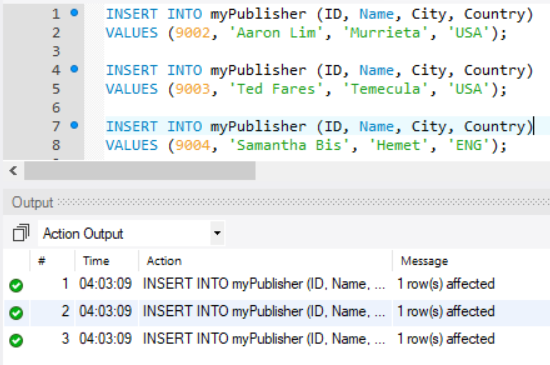 1 INSERT INTO myPublisher (ID, Name, City, Country)
2 VALUES (9002, 'Aaron Lim', 'Murrieta', 'USA');
3
4 INSERT INTO myPublisher (ID, Name, City, Country)
5 VALUES (9003, 'Ted Fares', 'Temecula', 'USA');
6
7 INSERT INTO myPublisher (ID, Name, City, Country)
8 VALUES (9004, 'Samantha Bis', 'Hemet', 'ENG');
Output
Action Output
# Time Action Message
1 04:03:09 INSERT INTO myPublisher (ID, Name, ... 1 row(s) affected
2 04:03:09 INSERT INTO myPublisher (ID, Name, ... 1 row(s) affected
3 04:03:09 INSERT INTO myPublisher (ID, Name, ... 1 row(s) affected